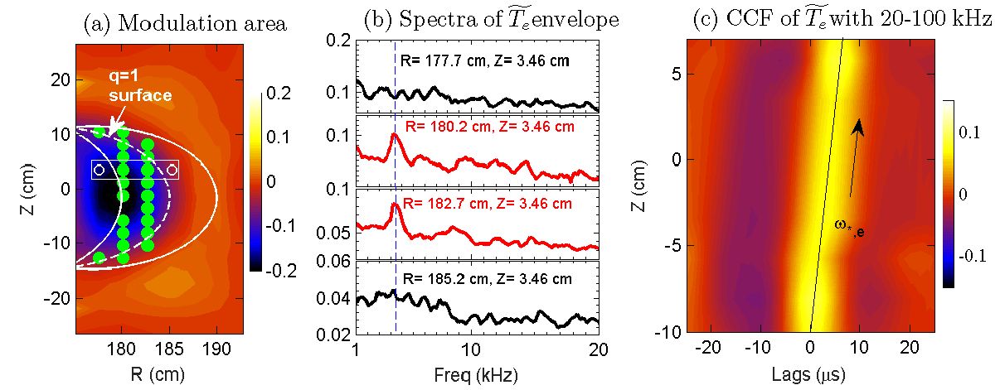 (a) Modulation area
q=1
surface
20
10
0
-10
-20
Z (cm)
180
185
190
R (cm)
0.2
0.1
0
-0.1
-0.2
(b) Spectra of T̃ₑ envelope
0.2
R= 177.7 cm, Z= 3.46 cm
0.1
0.1
R= 180.2 cm, Z= 3.46 cm
0.1
R= 182.7 cm, Z= 3.46 cm
0.05
0.06
R= 185.2 cm, Z= 3.46 cm
0.04
0.02
1
10
20
Freq (kHz)
(c) CCF of T̃ₑ with 20-100 kHz
5
0
-5
-10
Z (cm)
ω*,e
-20
-10
0
10
20
Lags (μs)
0.1
0
-0.1